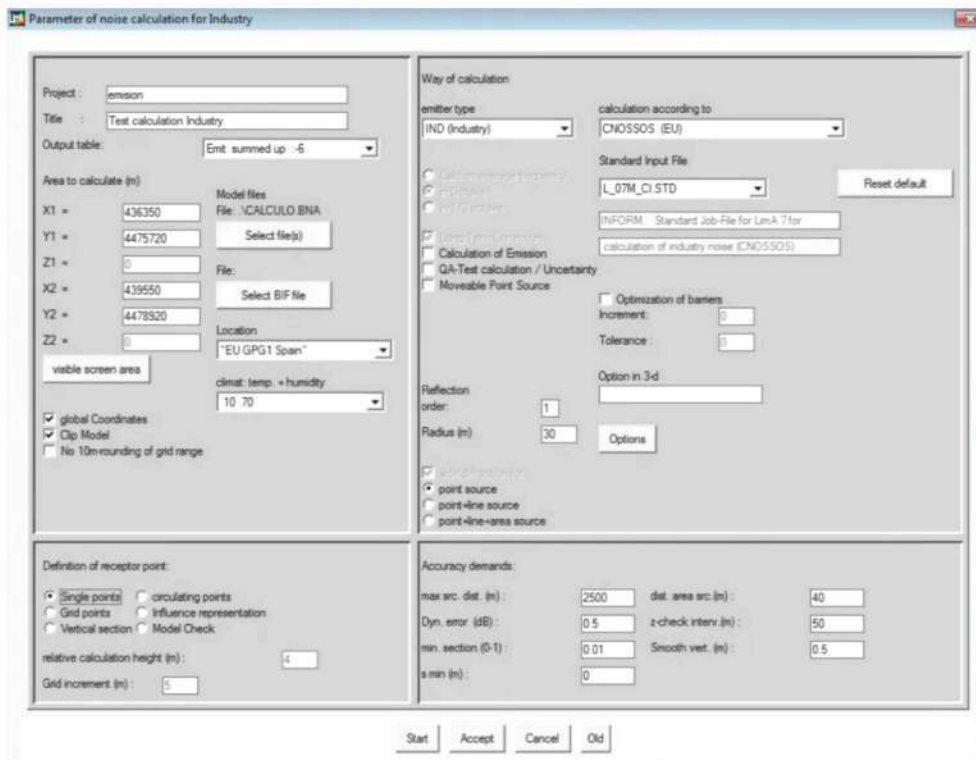 Parameter of noise calculation for Industry
Project :
emision
Title :
Test calculation Industry
Output table:
Emit. summed up :-6
Area to calculate (m)
X1 =
436350
Y1 =
4475720
Z1 =
0
X2 =
439550
Y2 =
4478920
Z2 =
0
visible screen area
Model files
File: .\CALCULO.BNA
Select file(s)
File:
Select BIF file
Location
"EU GPG1 Spain"
climat: temp. + humidity
10 70
global Coordinates
Clip Model
No 10m-rounding of grid range
Way of calculation
emitter type
IND (Industry)
calculation according to
CNOSSOS (EU)
Standard Input File
L_07M_CI.STD
Reset default
INFORM Standard Job-File for LimA 7 for
calculation of industry noise (CNOSSOS)
Calculation of Emission
QA-Test calculation / Uncertainty
Moveable Point Source
Optimization of barriers
Increment:
0
Tolerance :
0
Option in 3-d
Reflection
order:
1
Radius (m)
30
Options
point source
point+line source
point+line+area source
Definition of receptor point:
Single points
circulating points
Grid points
Influence representation
Vertical section
Model Check
relative calculation height (m) :
4
Grid increment (m) :
5
Accuracy demands:
max src. dist. (m) :
2500
dist. area src.(m) :
40
Dyn. error (dB) :
0.5
z-check interv.(m) :
50
min. section (0-1) :
0.01
Smooth vert. (m) :
0.5
s min (m) :
0
Start
Accept
Cancel
Old